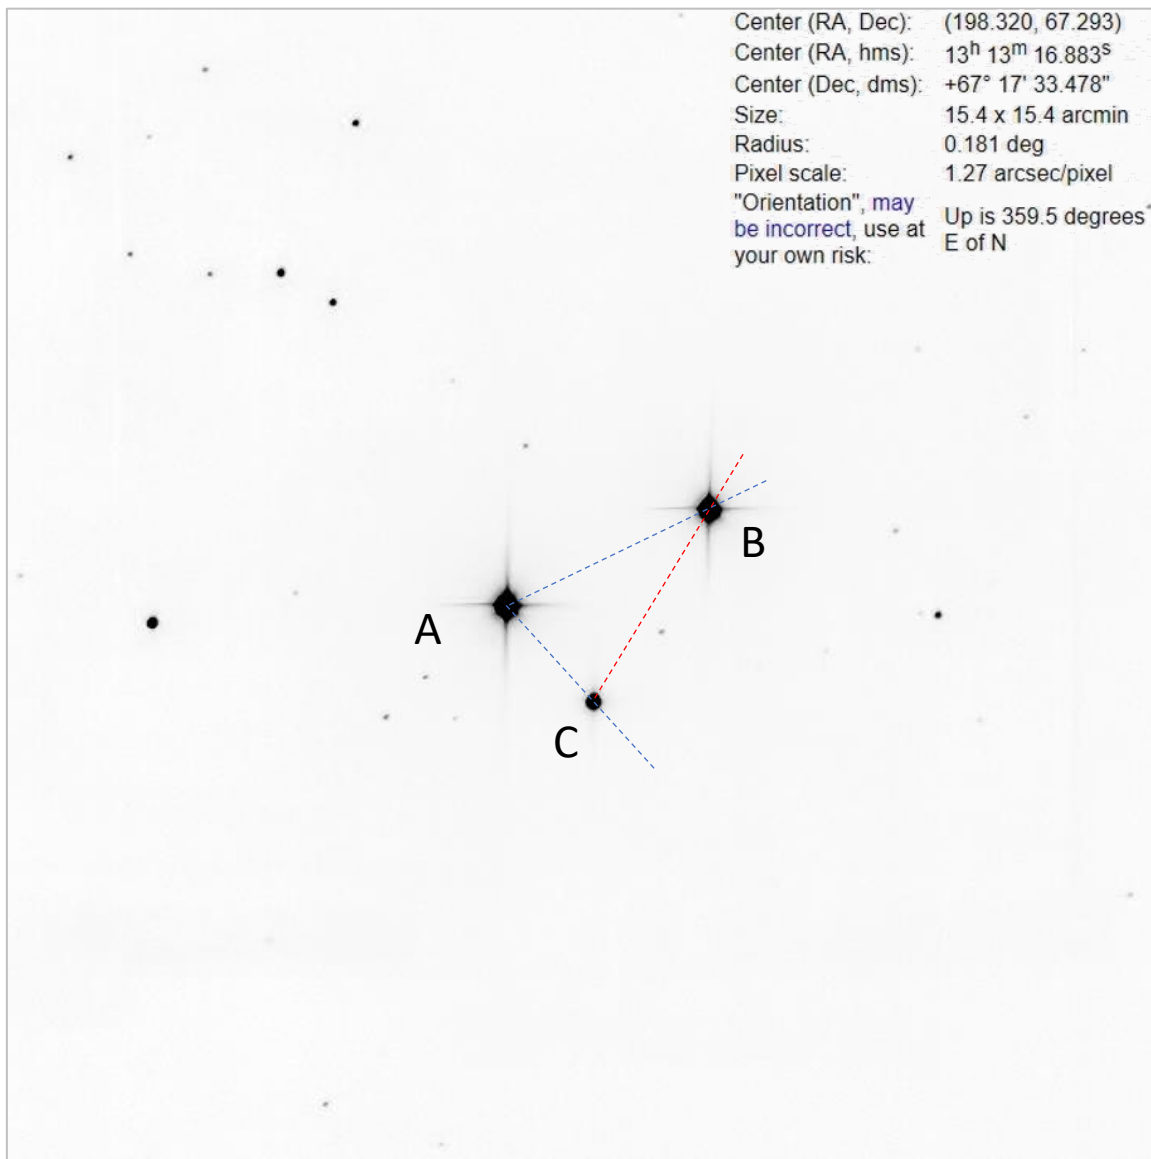 Center (RA, Dec): (198.320, 67.293)
Center (RA, hms): 13h 13m 16.883s
Center (Dec, dms): +67° 17' 33.478"
Size: 15.4 x 15.4 arcmin
Radius: 0.181 deg
Pixel scale: 1.27 arcsec/pixel
"Orientation", may
be incorrect, use at
your own risk:
Up is 359.5 degrees
E of N
B
A
C